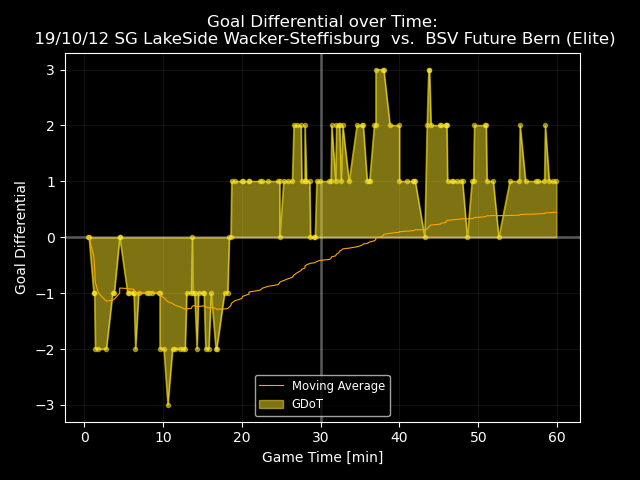 Goal Differential over Time:
19/10/12 SG LakeSide Wacker-Steffisburg  vs.  BSV Future Bern (Elite)
3
2
1
0
−1
−2
−3
Goal Differential
Moving Average
GDoT
0 10 20 30 40 50 60
Game Time [min]